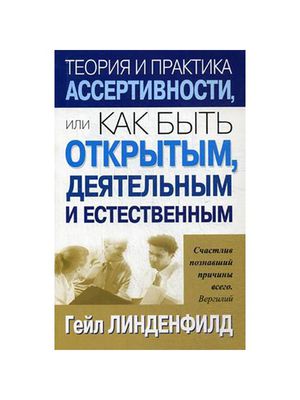 ТЕОРИЯ И ПРАКТИКА
АССЕРТИВНОСТИ,
ИЛИ КАК БЫТЬ
ОТКРЫТЫМ,
ДЕЯТЕЛЬНЫМ
И ЕСТЕСТВЕННЫМ
Счастлив
познавший
причины
всего.
Вергилий
Гейл ЛИНДЕНФИЛД